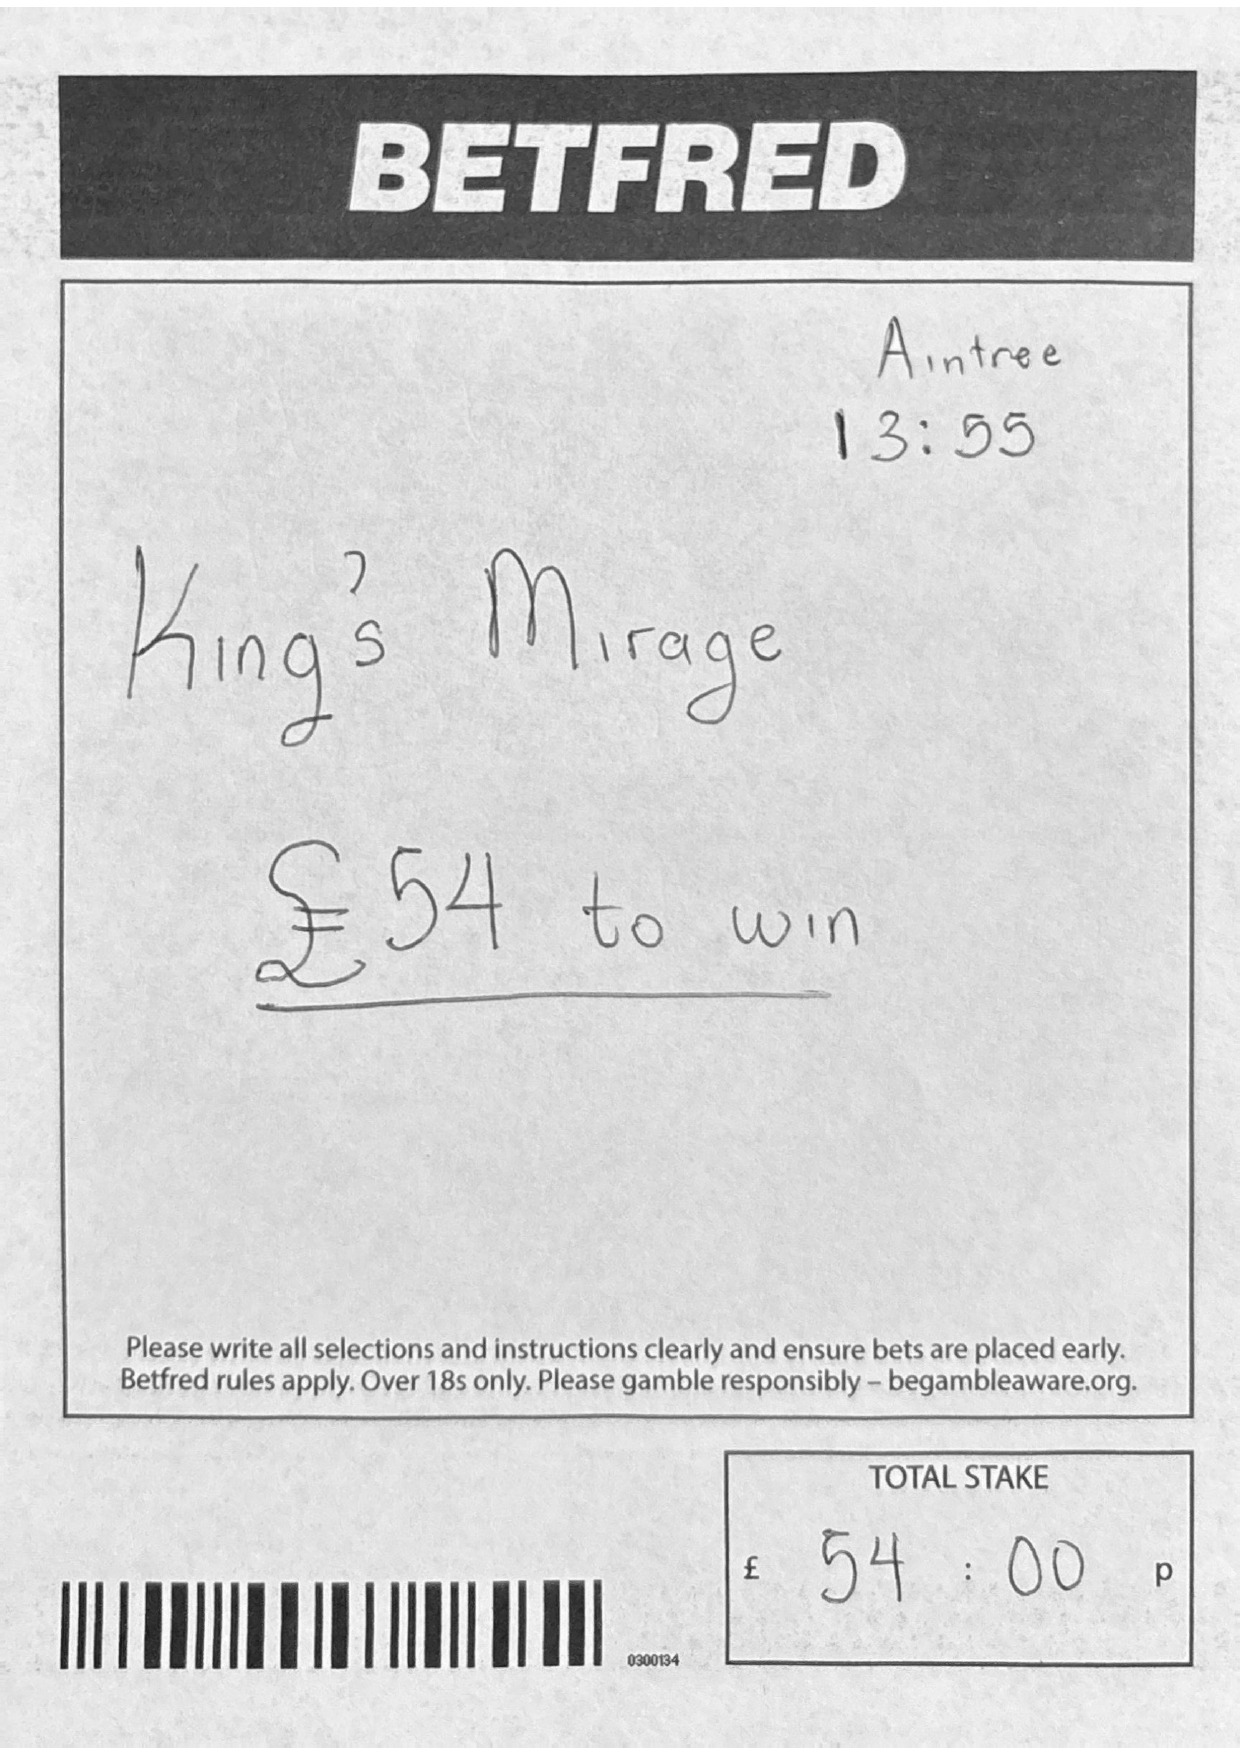 BETFRED
Aintree
13:55
King's Mirage
£54 to win
Please write all selections and instructions clearly and ensure bets are placed early.
Betfred rules apply. Over 18s only. Please gamble responsibly – begambleaware.org.
TOTAL STAKE
£ 54 : 00 p
0300134